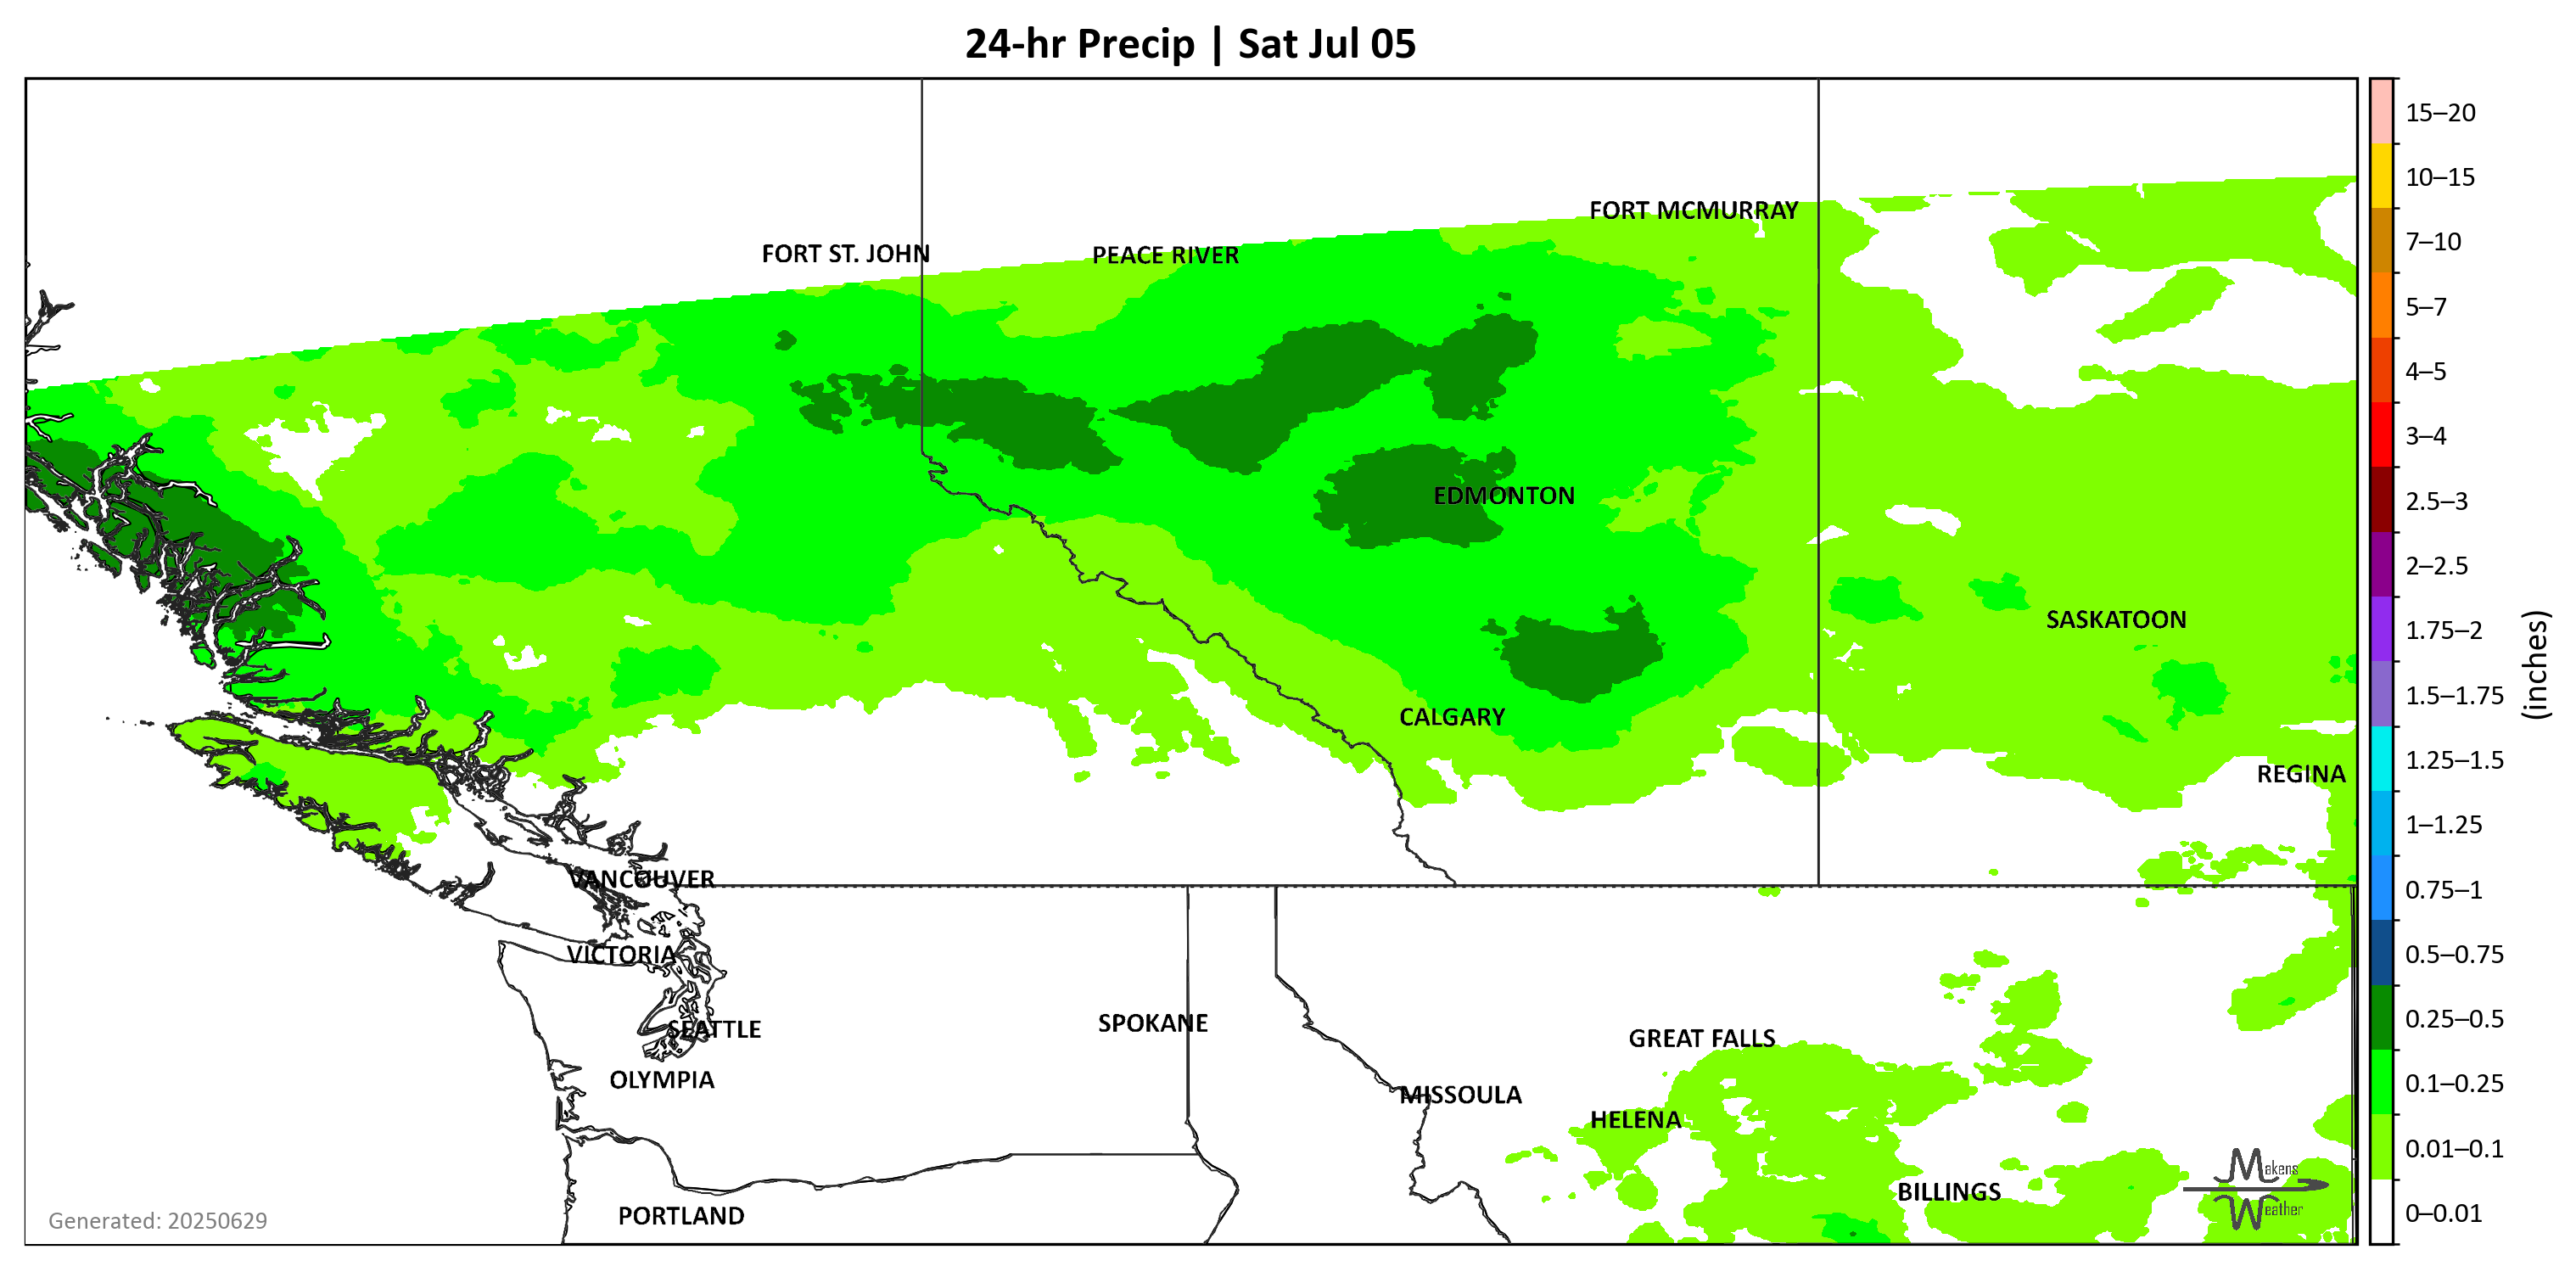 24-hr Precip | Sat Jul 05
15–20
10–15
7–10
5–7
4–5
3–4
2.5–3
2–2.5
1.75–2
1.5–1.75
1.25–1.5
1–1.25
0.75–1
0.5–0.75
0.25–0.5
0.1–0.25
0.01–0.1
0–0.01
(inches)
FORT MCMURRAY
FORT ST. JOHN
PEACE RIVER
EDMONTON
SASKATOON
CALGARY
REGINA
VANCOUVER
VICTORIA
SEATTLE
SPOKANE
GREAT FALLS
OLYMPIA
MISSOULA
HELENA
BILLINGS
PORTLAND
Makens
Weather
Generated: 20250629